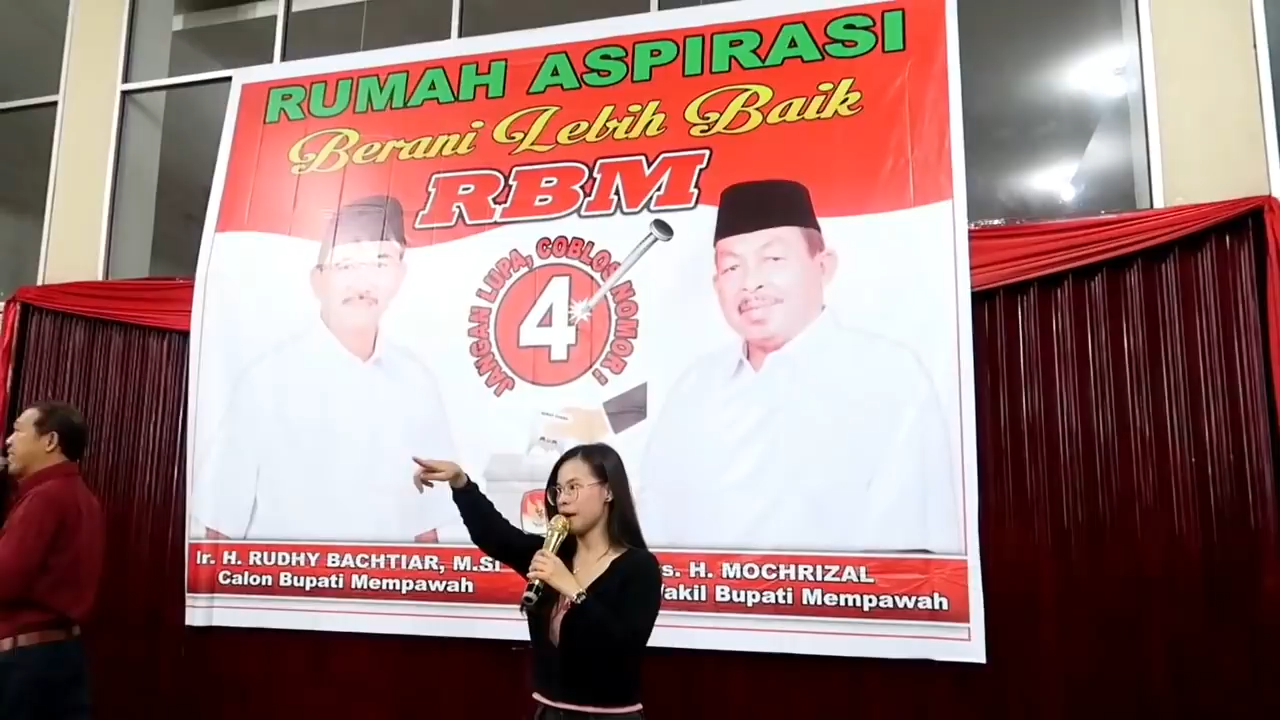 RUMAH ASPIRASI
Berani Lebih Baik
RBM
JANGAN LUPA, COBLOS NOMOR :
4
Ir. H. RUDHY BACHTIAR, M.Si
Calon Bupati Mempawah
H. MOCHRIZAL
Wakil Bupati Mempawah